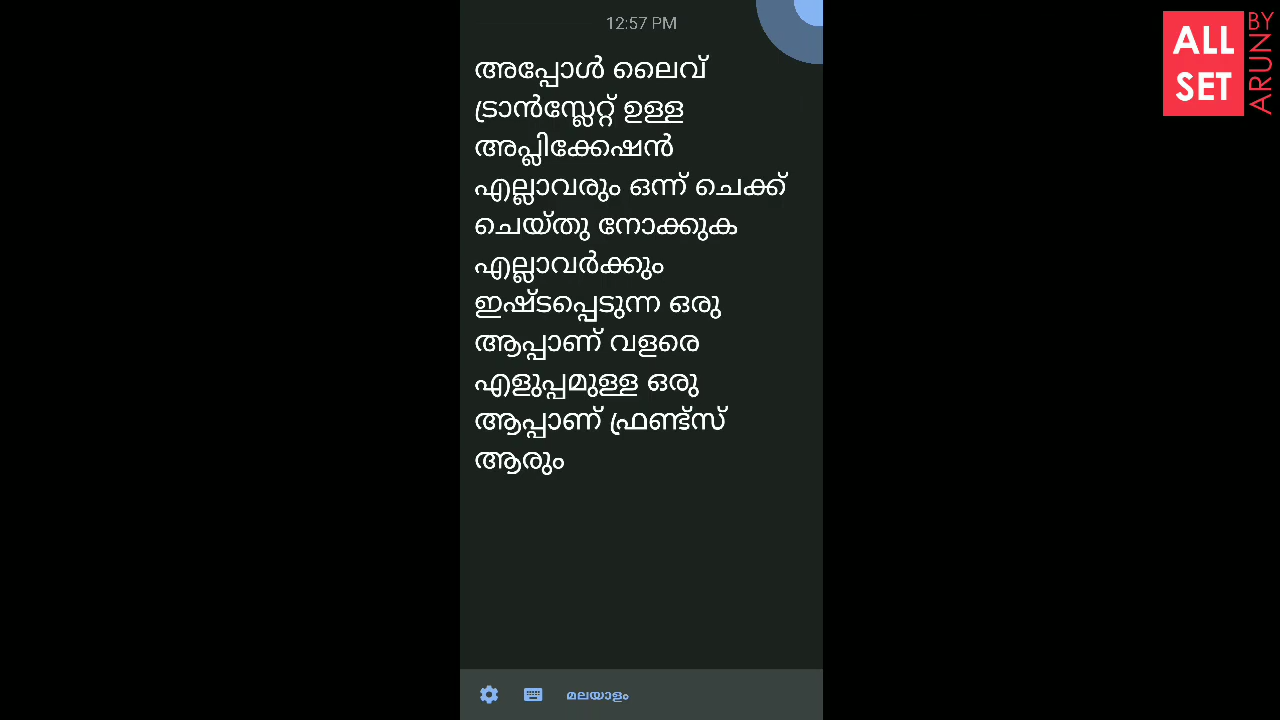 12:57 PM
അപ്പോൾ ലൈവ്
ട്രാൻസ്ലേറ്റ് ഉള്ള
അപ്ലിക്കേഷൻ
എല്ലാവരും ഒന്ന് ചെക്ക്
ചെയ്തു നോക്കുക
എല്ലാവർക്കും
ഇഷ്ടപ്പെടുന്ന ഒരു
ആപ്പാണ് വളരെ
എളുപ്പമുള്ള ഒരു
ആപ്പാണ് ഫ്രണ്ട്സ്
ആരും
മലയാളം
ALL
SET
BY
ARUN